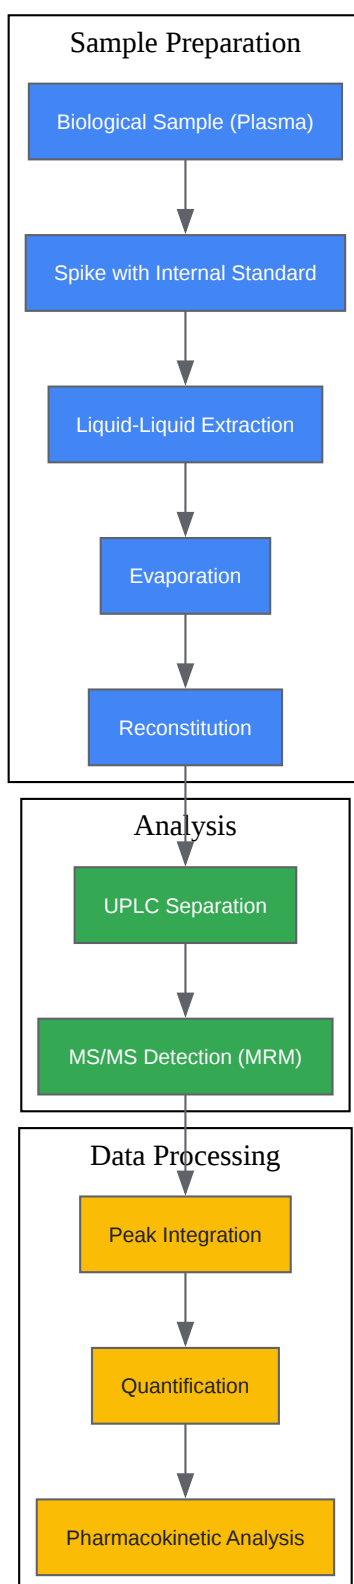 Sample Preparation
Biological Sample (Plasma)
Spike with Internal Standard
Liquid-Liquid Extraction
Evaporation
Reconstitution
Analysis
UPLC Separation
MS/MS Detection (MRM)
Data Processing
Peak Integration
Quantification
Pharmacokinetic Analysis